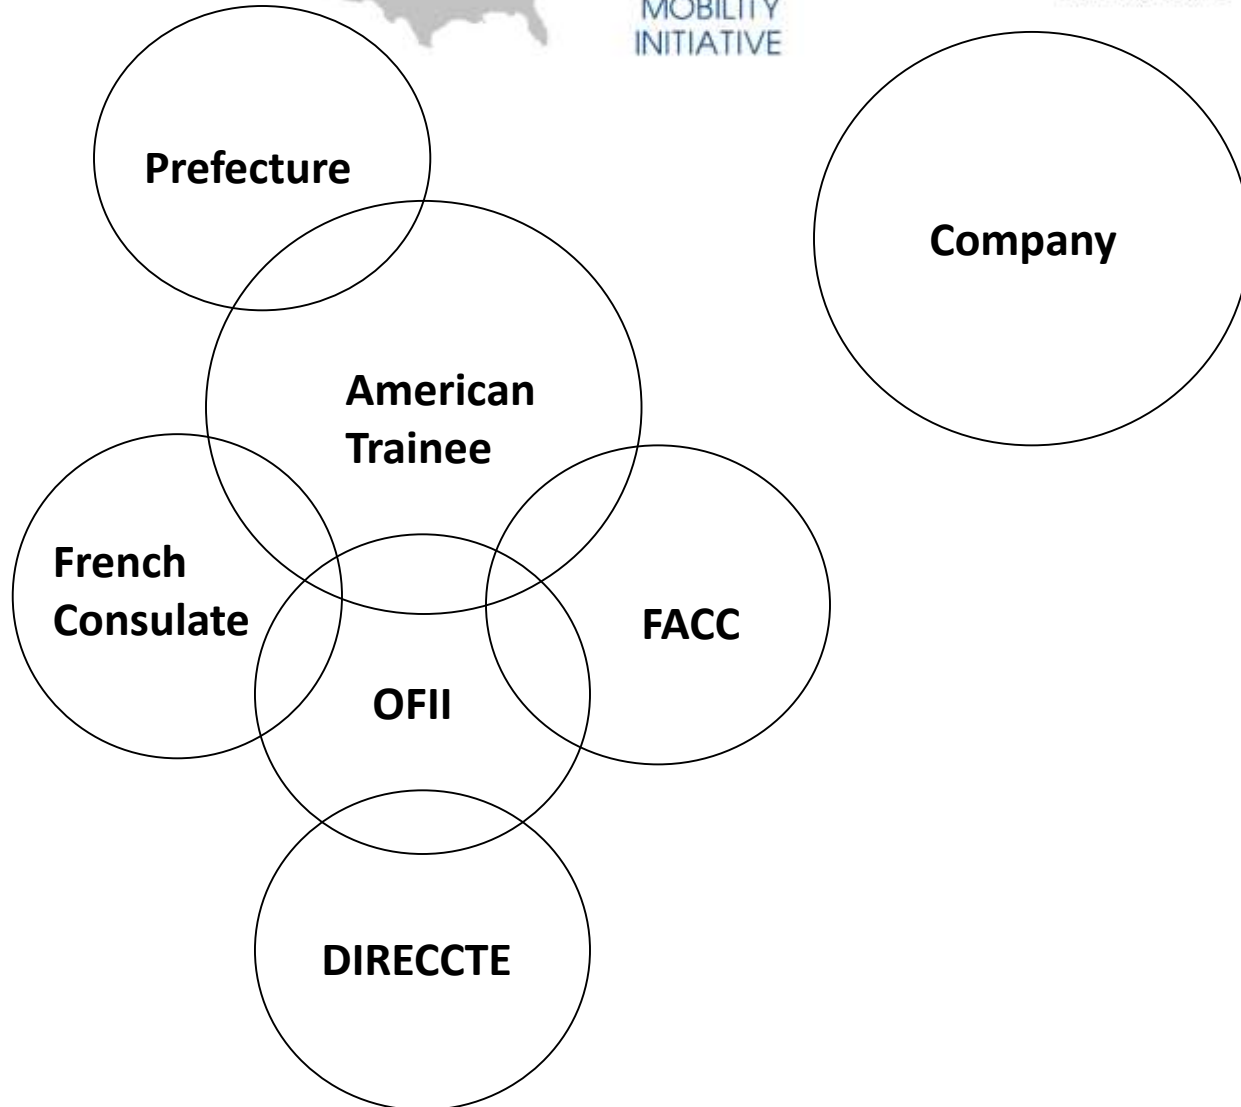 MOBILITY
INITIATIVE
Prefecture
Company
American
Trainee
French
Consulate
FACC
OFII
DIRECCTE